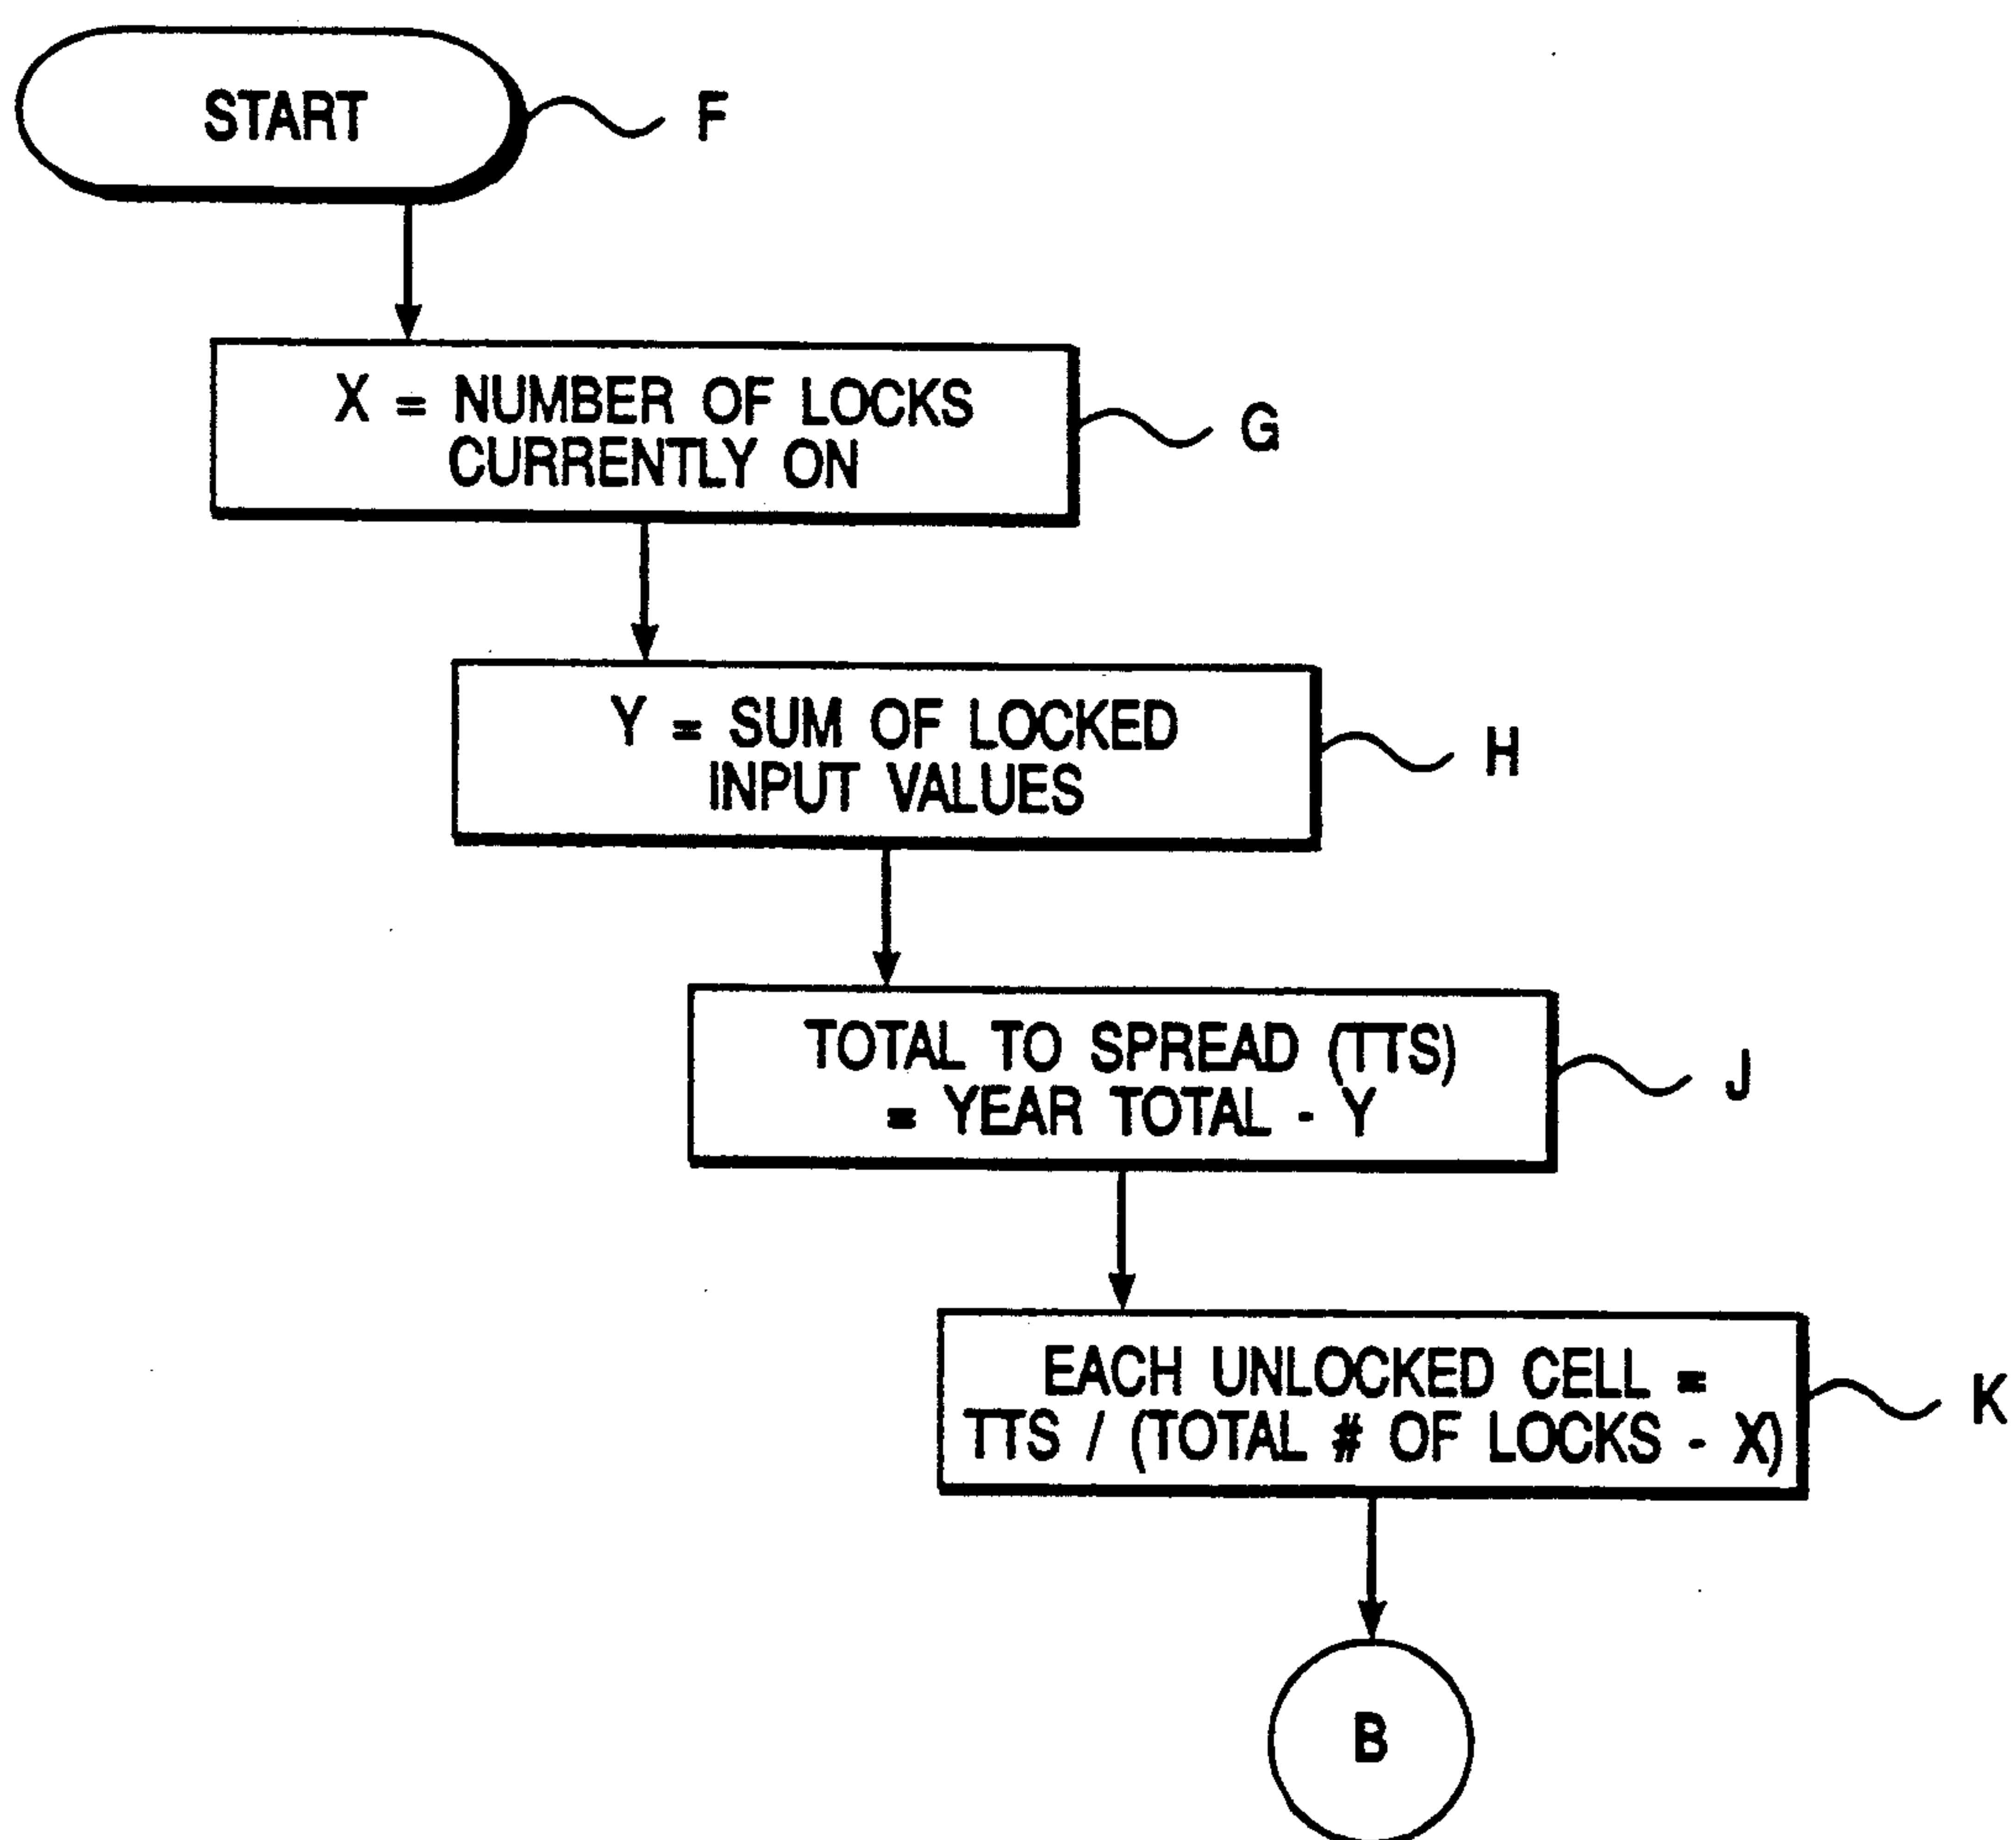 START
F
X = NUMBER OF LOCKS
CURRENTLY ON
G
Y = SUM OF LOCKED
INPUT VALUES
H
TOTAL TO SPREAD (TTS)
= YEAR TOTAL - Y
J
EACH UNLOCKED CELL =
TTS / (TOTAL # OF LOCKS - X)
K
B